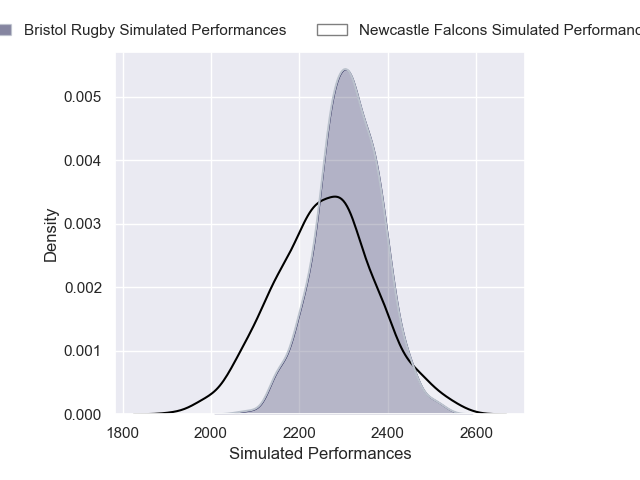 Bristol Rugby Simulated Performances
Newcastle Falcons Simulated
0.005
0.004
0.003
0.002
0.001
0.000
Density
1800 2000 2200 2400 2600
Simulated Performances